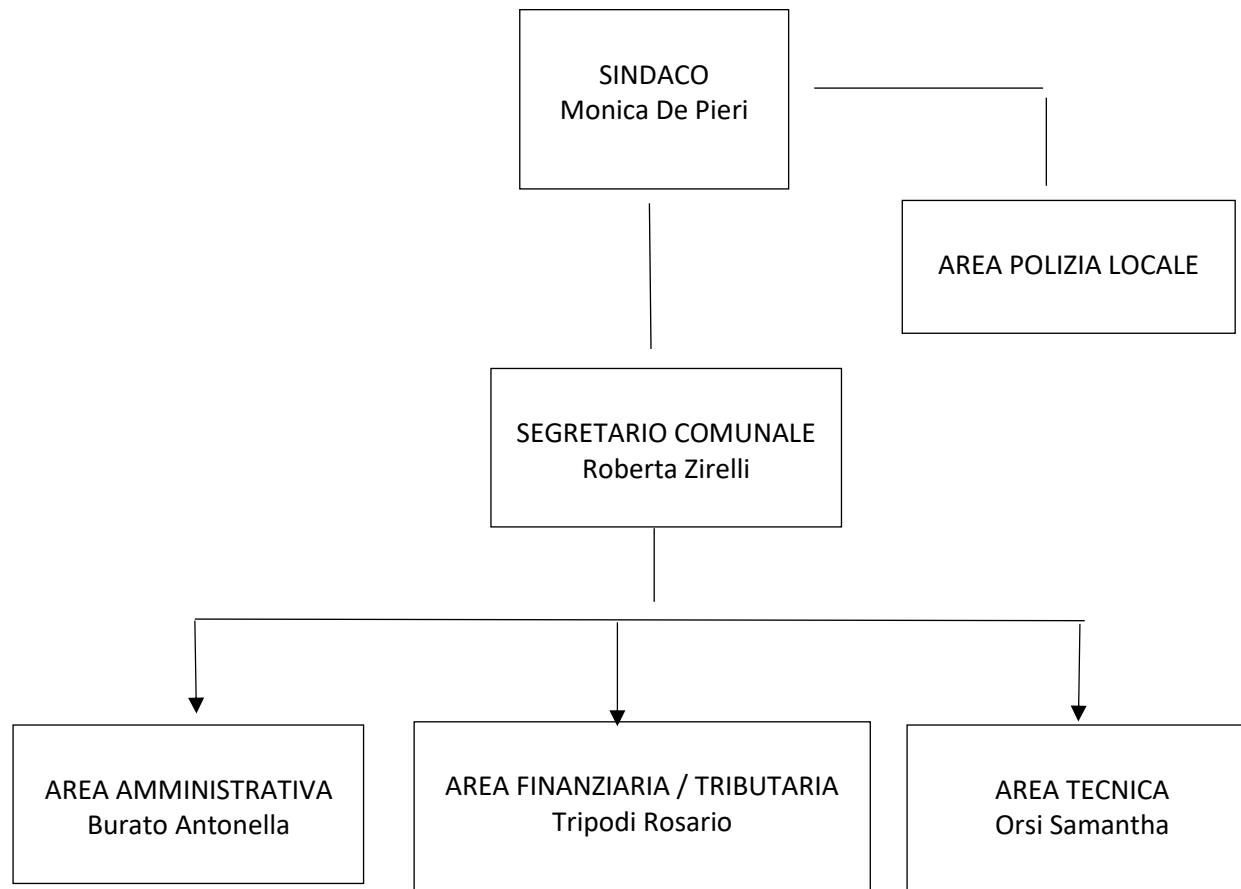 SINDACO
Monica De Pieri
AREA POLIZIA LOCALE
SEGRETARIO COMUNALE
Roberta Zirelli
AREA AMMINISTRATIVA
Burato Antonella
AREA FINANZIARIA / TRIBUTARIA
Tripodi Rosario
AREA TECNICA
Orsi Samantha